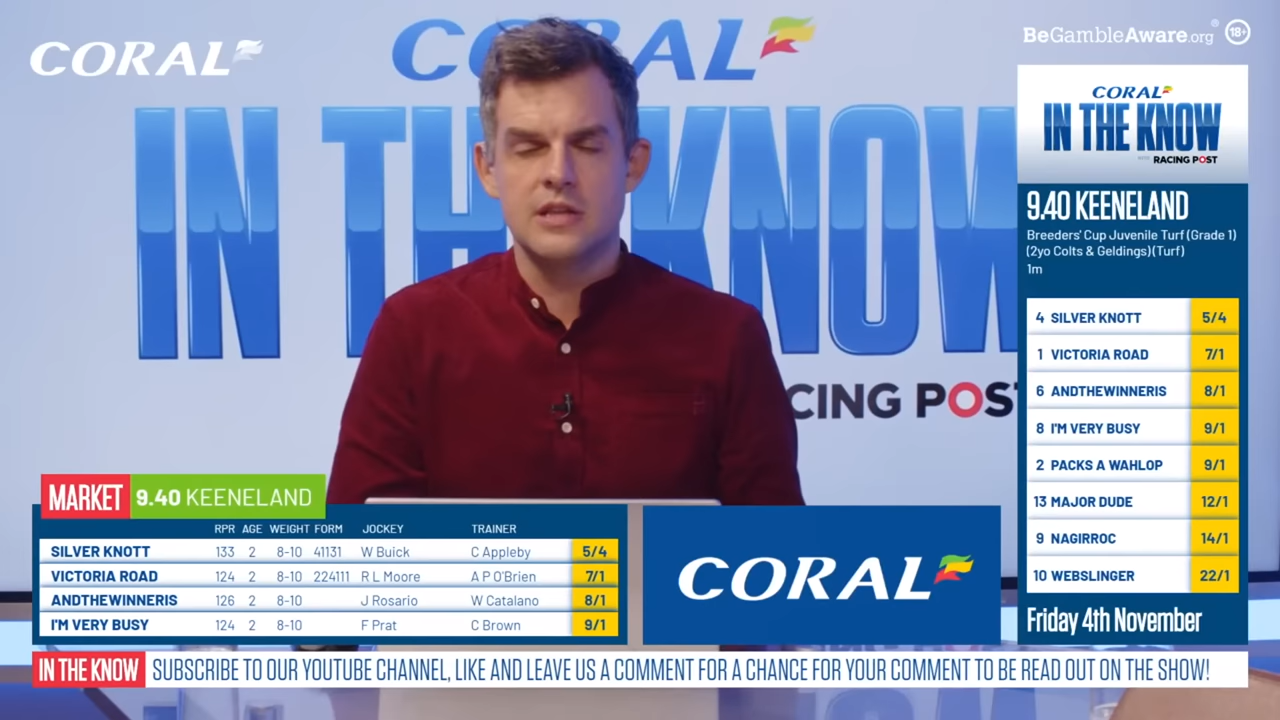 CORAL
CORAL
IN THE KNOW
CING POS
BeGambleAware.org® 18+
CORAL
IN THE KNOW
WITH RACING POST
9.40 KEENELAND
Breeders' Cup Juvenile Turf (Grade 1)
(2yo Colts & Geldings) (Turf)
1m
4 SILVER KNOTT 5/4
1 VICTORIA ROAD 7/1
6 ANDTHEWINNERIS 8/1
8 I'M VERY BUSY 9/1
2 PACKS A WAHLOP 9/1
13 MAJOR DUDE 12/1
9 NAGIRROC 14/1
10 WEBSLINGER 22/1
Friday 4th November
MARKET 9.40 KEENELAND
RPR AGE WEIGHT FORM JOCKEY TRAINER
SILVER KNOTT 133 2 8-10 41131 W Buick C Appleby 5/4
VICTORIA ROAD 124 2 8-10 224111 R L Moore A P O'Brien 7/1
ANDTHEWINNERIS 126 2 8-10 J Rosario W Catalano 8/1
I'M VERY BUSY 124 2 8-10 F Prat C Brown 9/1
CORAL
IN THE KNOW SUBSCRIBE TO OUR YOUTUBE CHANNEL, LIKE AND LEAVE US A COMMENT FOR A CHANCE FOR YOUR COMMENT TO BE READ OUT ON THE SHOW!